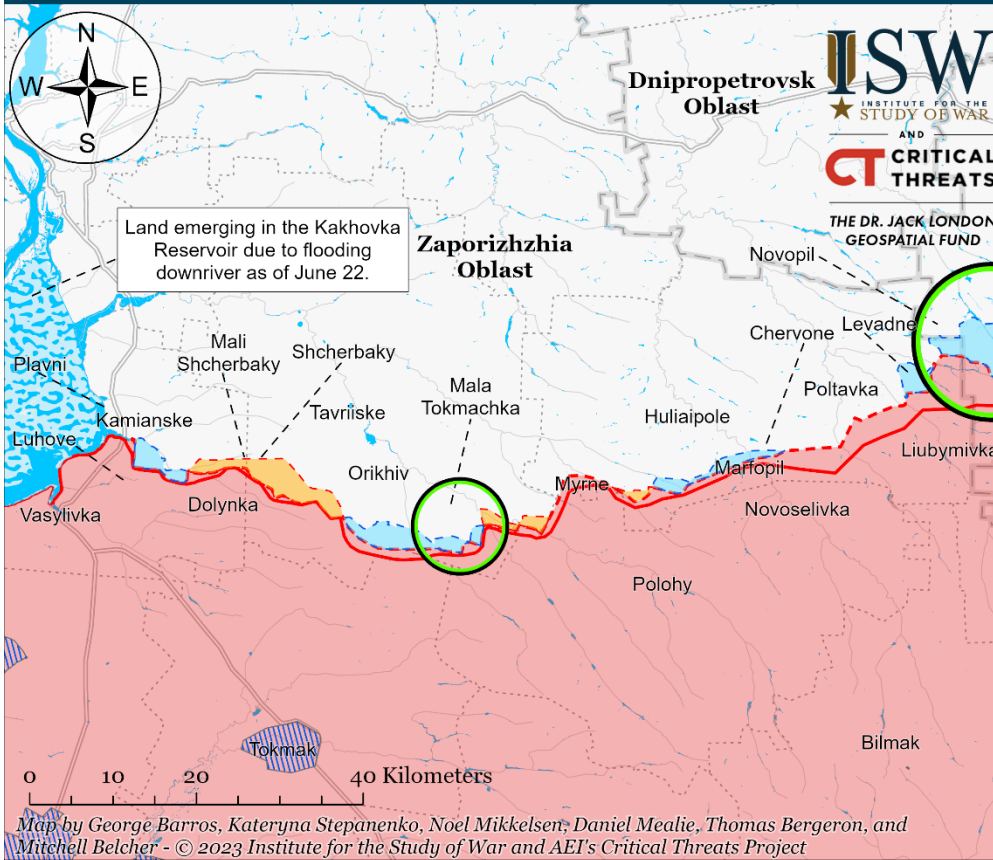 N
W
E
S
Dnipropetrovsk
Oblast
ISW
INSTITUTE FOR THE
STUDY OF WAR
AND
CT CRITICAL
THREATS
THE DR. JACK LONDON
GEOSPATIAL FUND
Land emerging in the Kakhovka
Reservoir due to flooding
downriver as of June 22.
Zaporizhzhia
Oblast
Novopil
Mali
Shcherbaky
Shcherbaky
Chervone
Levadne
Plavni
Mala
Tokmachka
Poltavka
Kamianske
Tavriiske
Huliaipole
Luhove
Orikhiv
Liubymivka
Marfopil
Myrne
Vasylivka
Dolynka
Novoselivka
Polohy
Tokmak
Bilmak
0 10 20 40 Kilometers
Map by George Barros, Kateryna Stepanenko, Noel Mikkelsen, Daniel Mealie, Thomas Bergeron, and
Mitchell Belcher - © 2023 Institute for the Study of War and AEI's Critical Threats Project